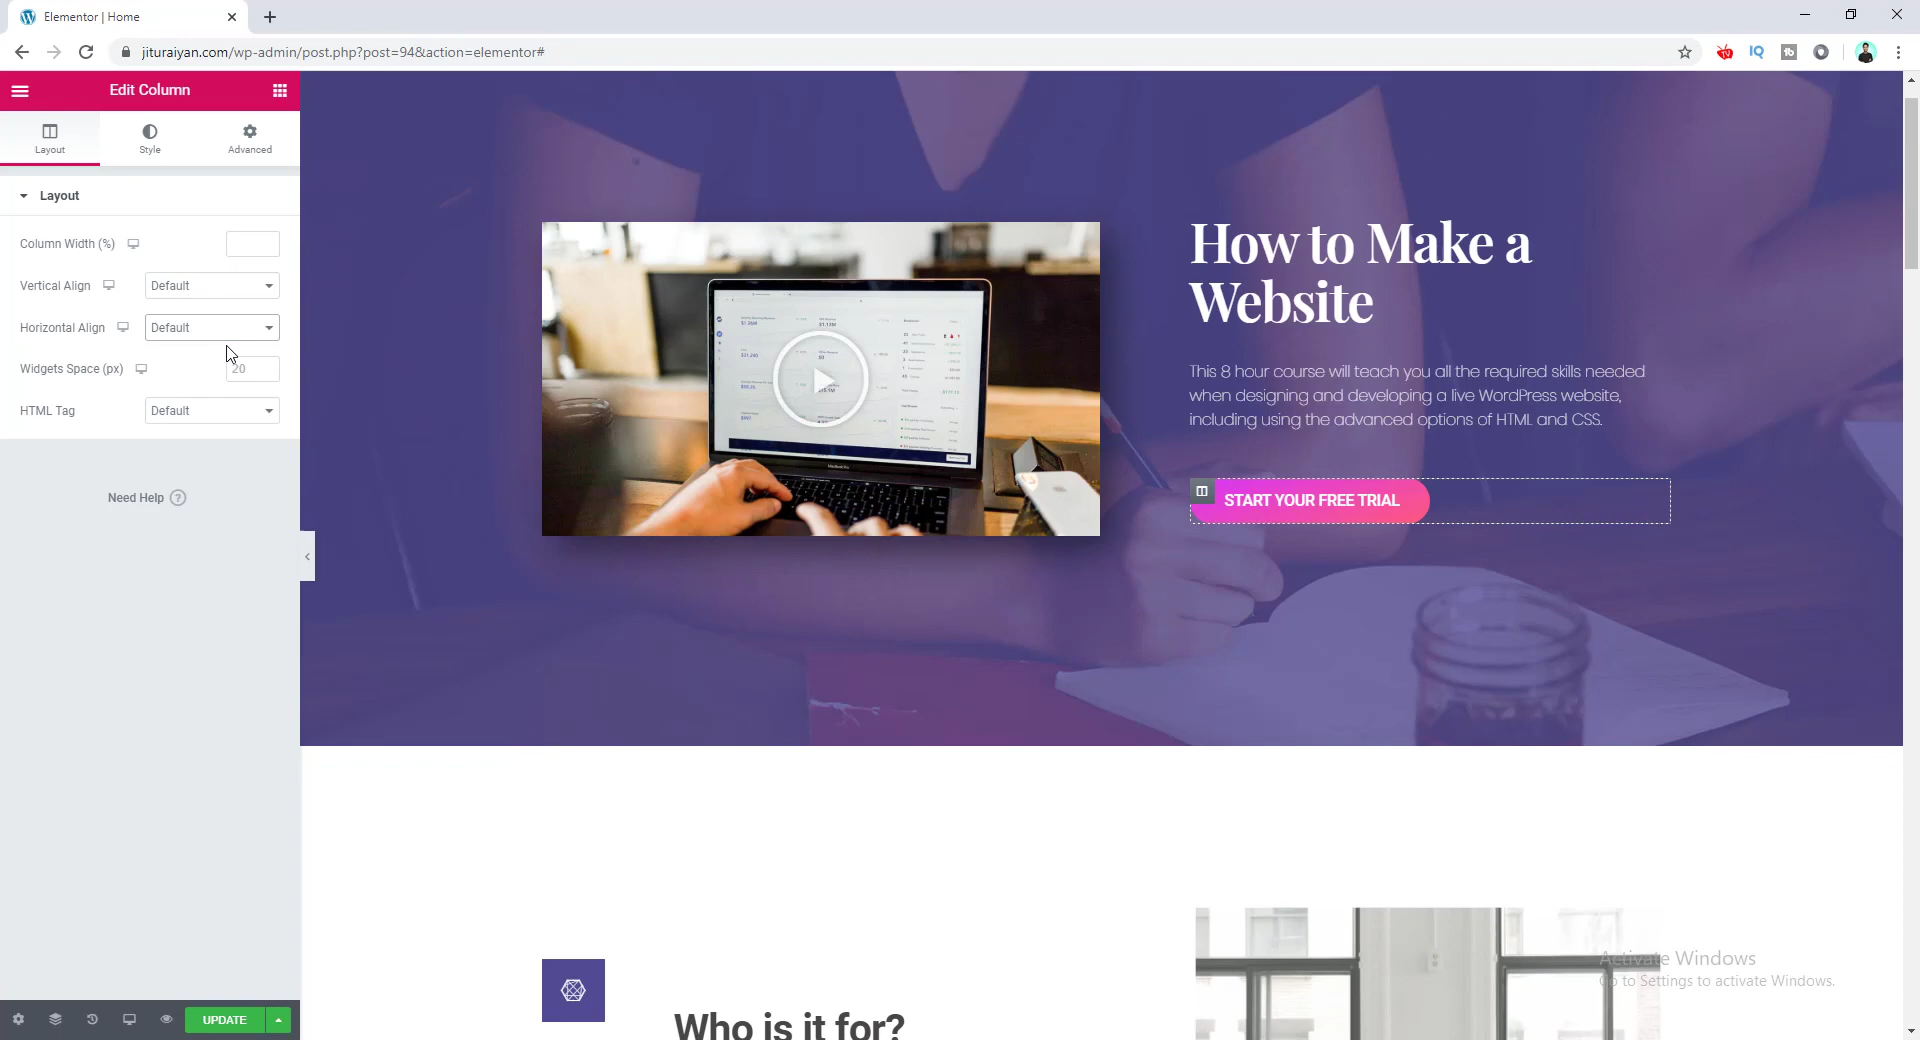 Elementor | Home
jituraiyan.com/wp-admin/post.php?post=94&action=elementor#
Edit Column
Layout
Style
Advanced
Layout
Column Width (%)
Vertical Align
Default
Horizontal Align
Default
Widgets Space (px)
20
HTML Tag
Default
Need Help ?
UPDATE
How to Make a
Website
This 8 hour course will teach you all the required skills needed
when designing and developing a live WordPress website,
including using the advanced options of HTML and CSS.
START YOUR FREE TRIAL
Who is it for?
Activate Windows
Go to Settings to activate Windows.